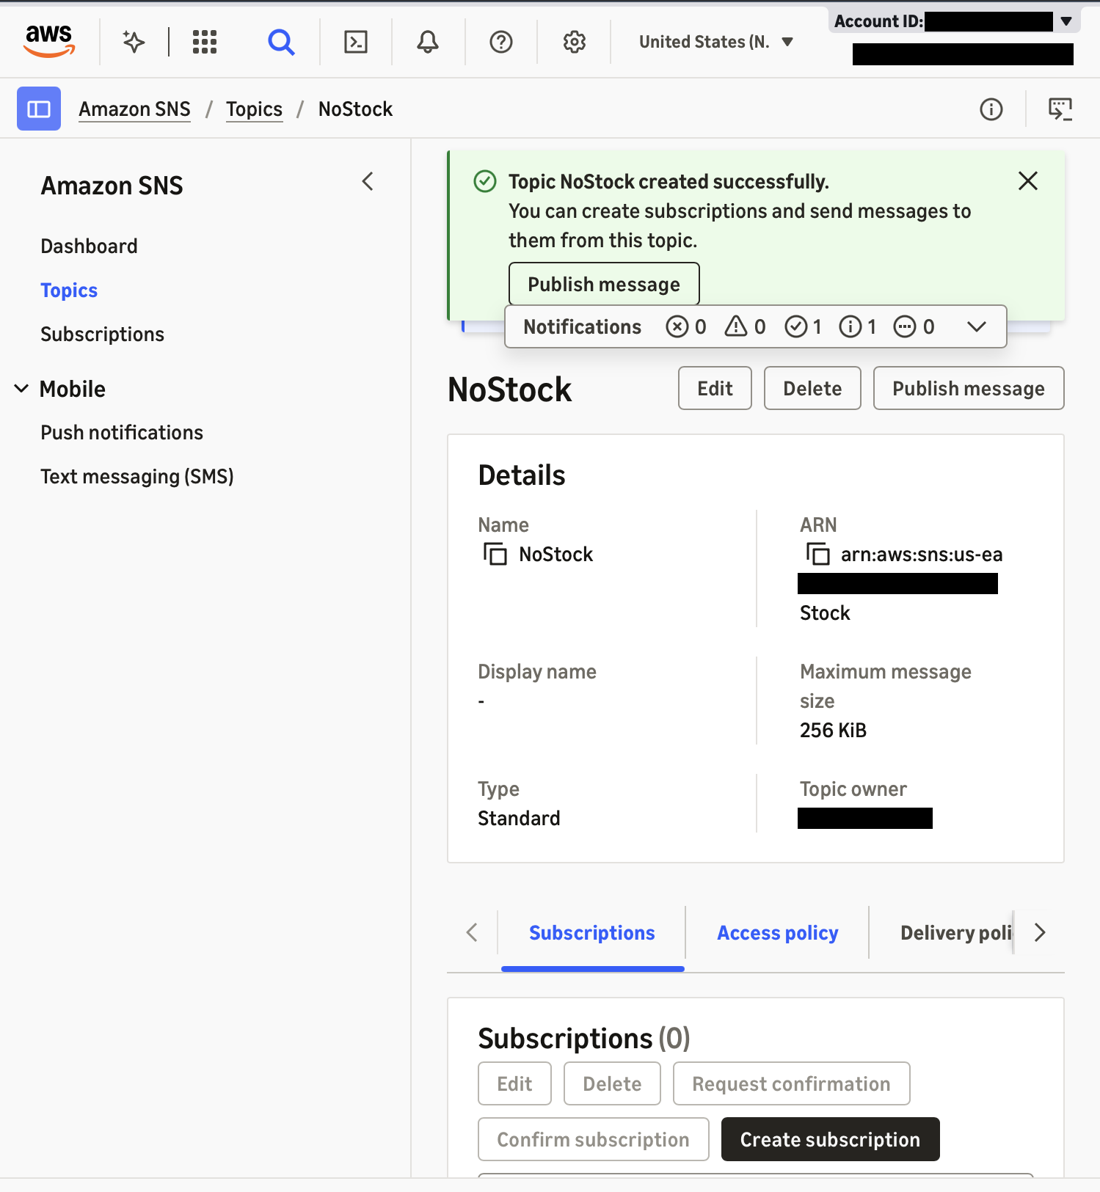 aws
United States (N.
Account ID:
Amazon SNS / Topics / NoStock
Amazon SNS
Dashboard
Topics
Subscriptions
Mobile
Push notifications
Text messaging (SMS)
Topic NoStock created successfully.
You can create subscriptions and send messages to
them from this topic.
Publish message
Notifications 0 0 1 1 0
NoStock
Edit
Delete
Publish message
Details
Name
NoStock
ARN
arn:aws:sns:us-ea
Stock
Display name
-
Maximum message
size
256 KiB
Type
Standard
Topic owner
Subscriptions
Access policy
Delivery poli
Subscriptions (0)
Edit
Delete
Request confirmation
Confirm subscription
Create subscription